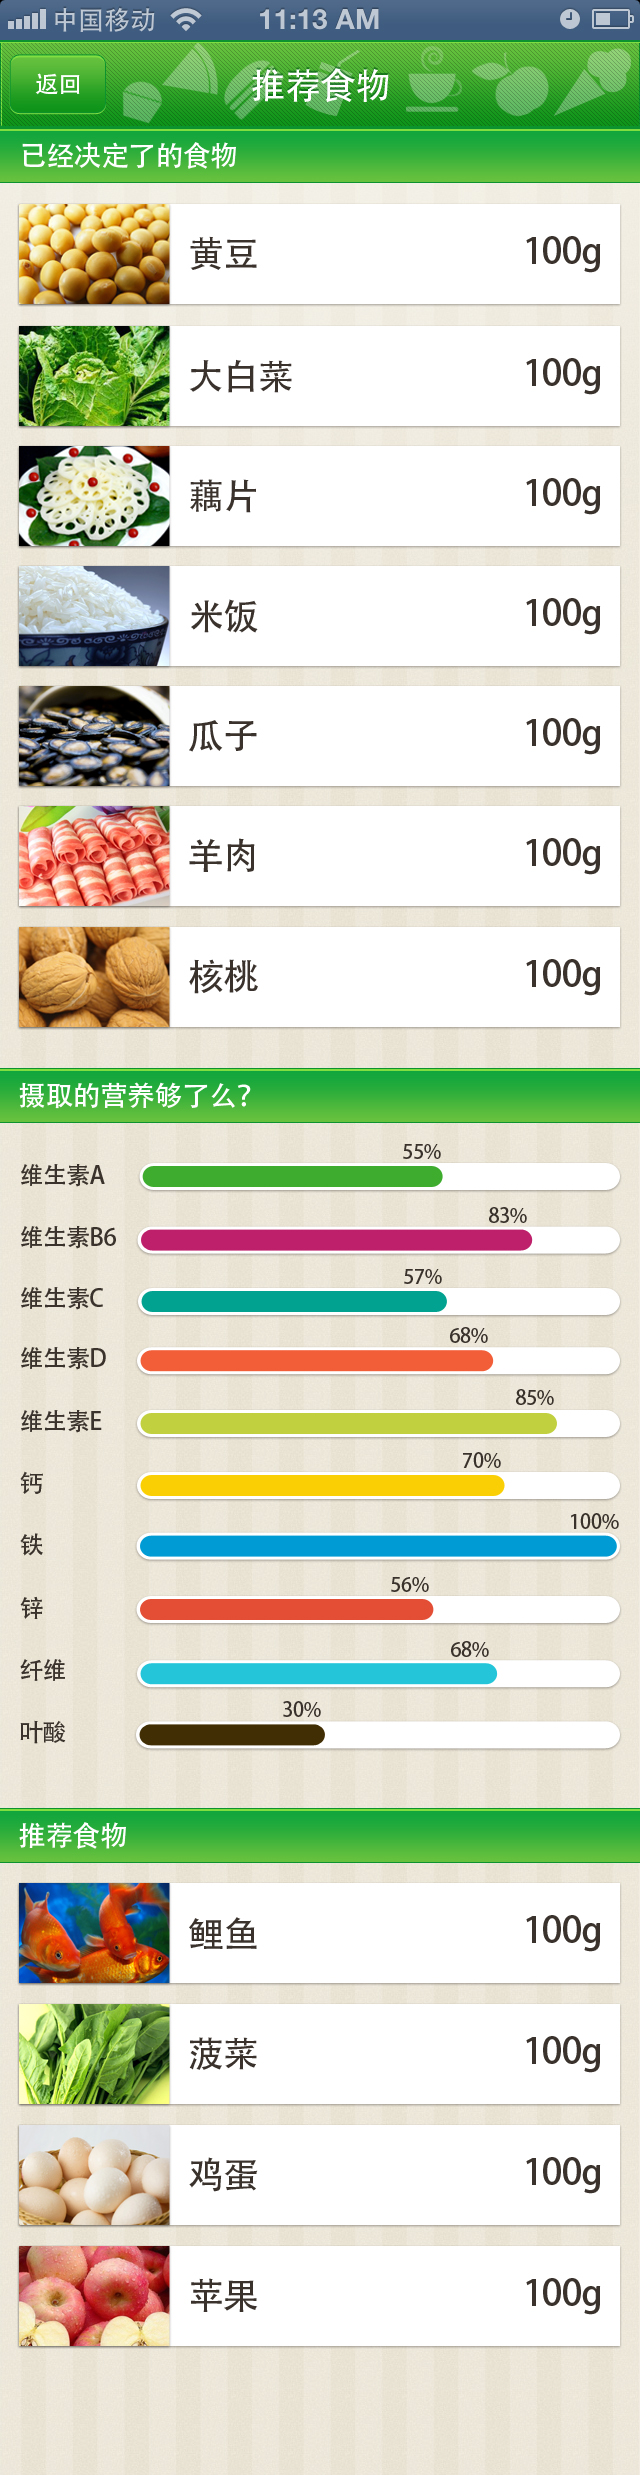 中国移动 11:13 AM
返回 推荐食物
已经决定了的食物
黄豆 100g
大白菜 100g
藕片 100g
米饭 100g
瓜子 100g
羊肉 100g
核桃 100g
摄取的营养够了么?
维生素A 55%
维生素B6 83%
维生素C 57%
维生素D 68%
维生素E 85%
钙 70%
铁 100%
锌 56%
纤维 68%
叶酸 30%
推荐食物
鲤鱼 100g
菠菜 100g
鸡蛋 100g
苹果 100g